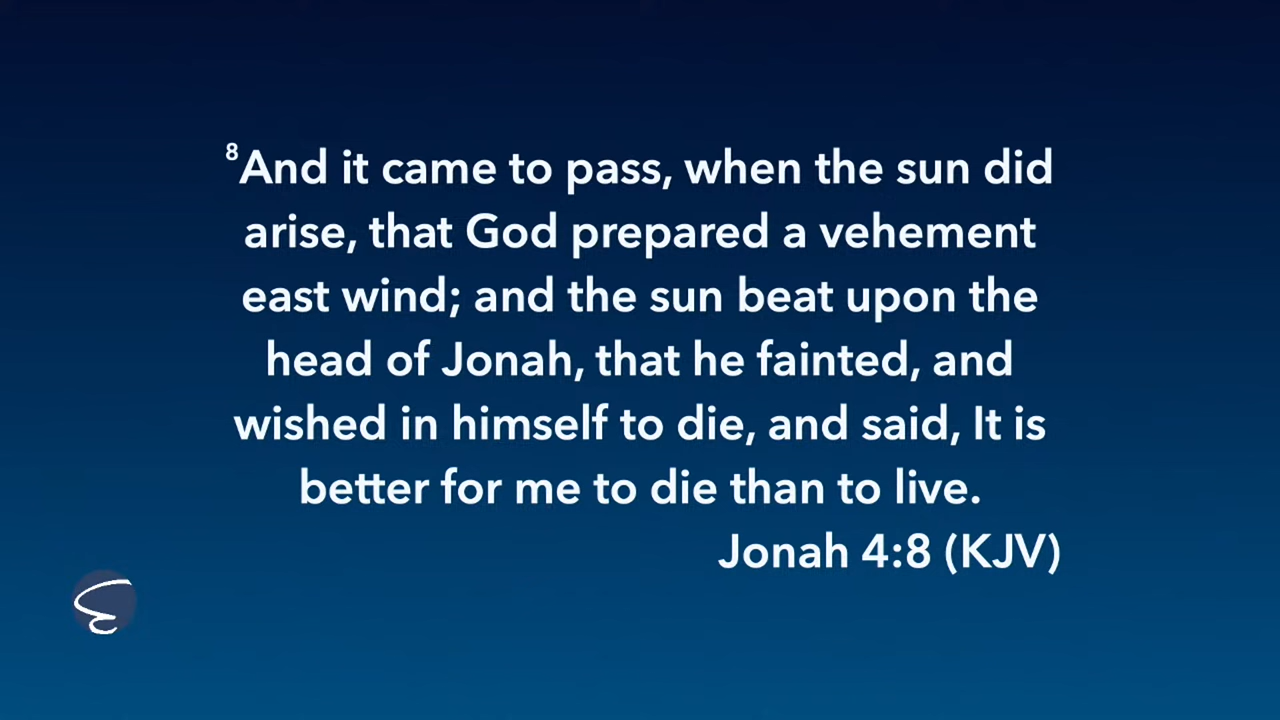 ⁸And it came to pass, when the sun did
arise, that God prepared a vehement
east wind; and the sun beat upon the
head of Jonah, that he fainted, and
wished in himself to die, and said, It is
better for me to die than to live.
Jonah 4:8 (KJV)